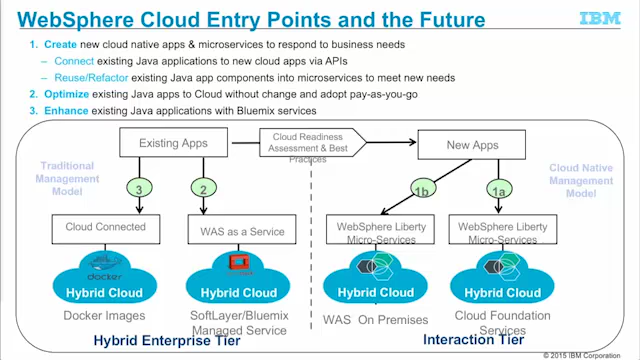 WebSphere Cloud Entry Points and the Future
IBM
1. Create new cloud native apps & microservices to respond to business needs
– Connect existing Java applications to new cloud apps via APIs
– Reuse/Refactor existing Java app components into microservices to meet new needs
2. Optimize existing Java apps to Cloud without change and adopt pay-as-you-go
3. Enhance existing Java applications with Bluemix services
Existing Apps
Cloud Readiness
Assessment & Best
Practices
New Apps
Traditional
Management
Model
Cloud Native
Management
Model
3
2
1b
1a
Cloud Connected
WAS as a Service
WebSphere Liberty
Micro-Services
WebSphere Liberty
Micro-Services
docker
Hybrid Cloud
Hybrid Cloud
Hybrid Cloud
Hybrid Cloud
Docker Images
SoftLayer/Bluemix
Managed Service
WAS On Premises
Cloud Foundation
Services
Hybrid Enterprise Tier
Interaction Tier
© 2015 IBM Corporation